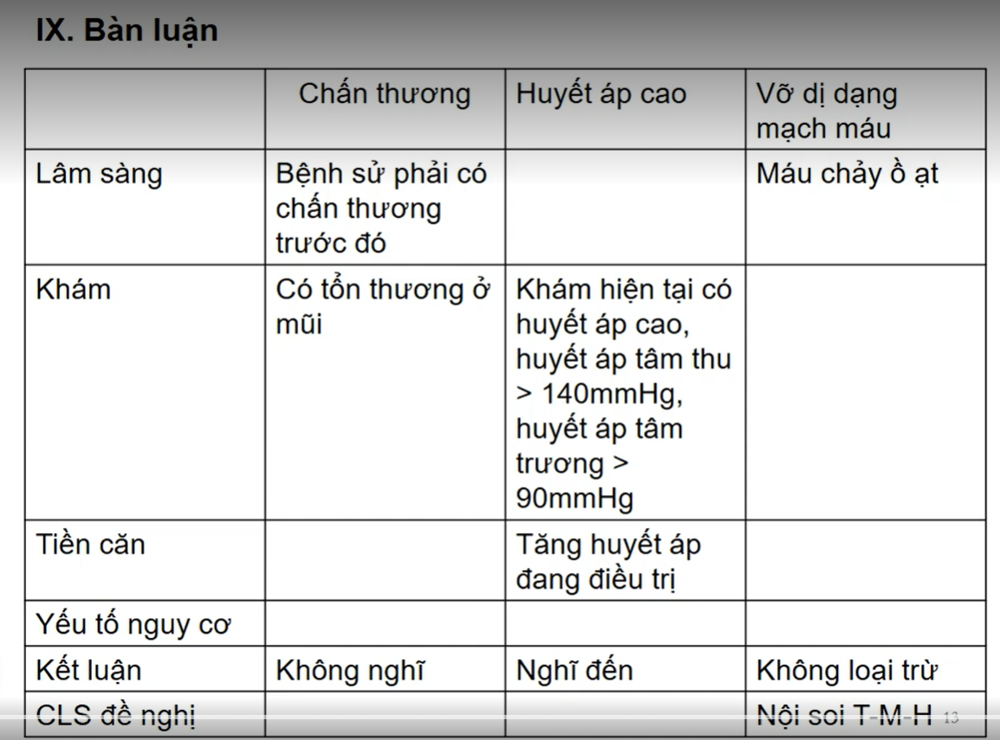 IX. Bàn luận
Chấn thương
Huyết áp cao
Vỡ dị dạng
mạch máu
Lâm sàng
Bệnh sử phải có
chấn thương
trước đó
Máu chảy ồ ạt
Khám
Có tổn thương ở
mũi
Khám hiện tại có
huyết áp cao,
huyết áp tâm thu
> 140mmHg,
huyết áp tâm
trương >
90mmHg
Tiền căn
Tăng huyết áp
đang điều trị
Yếu tố nguy cơ
Kết luận
Không nghĩ
Nghĩ đến
Không loại trừ
CLS đề nghị
Nội soi T-M-H
13